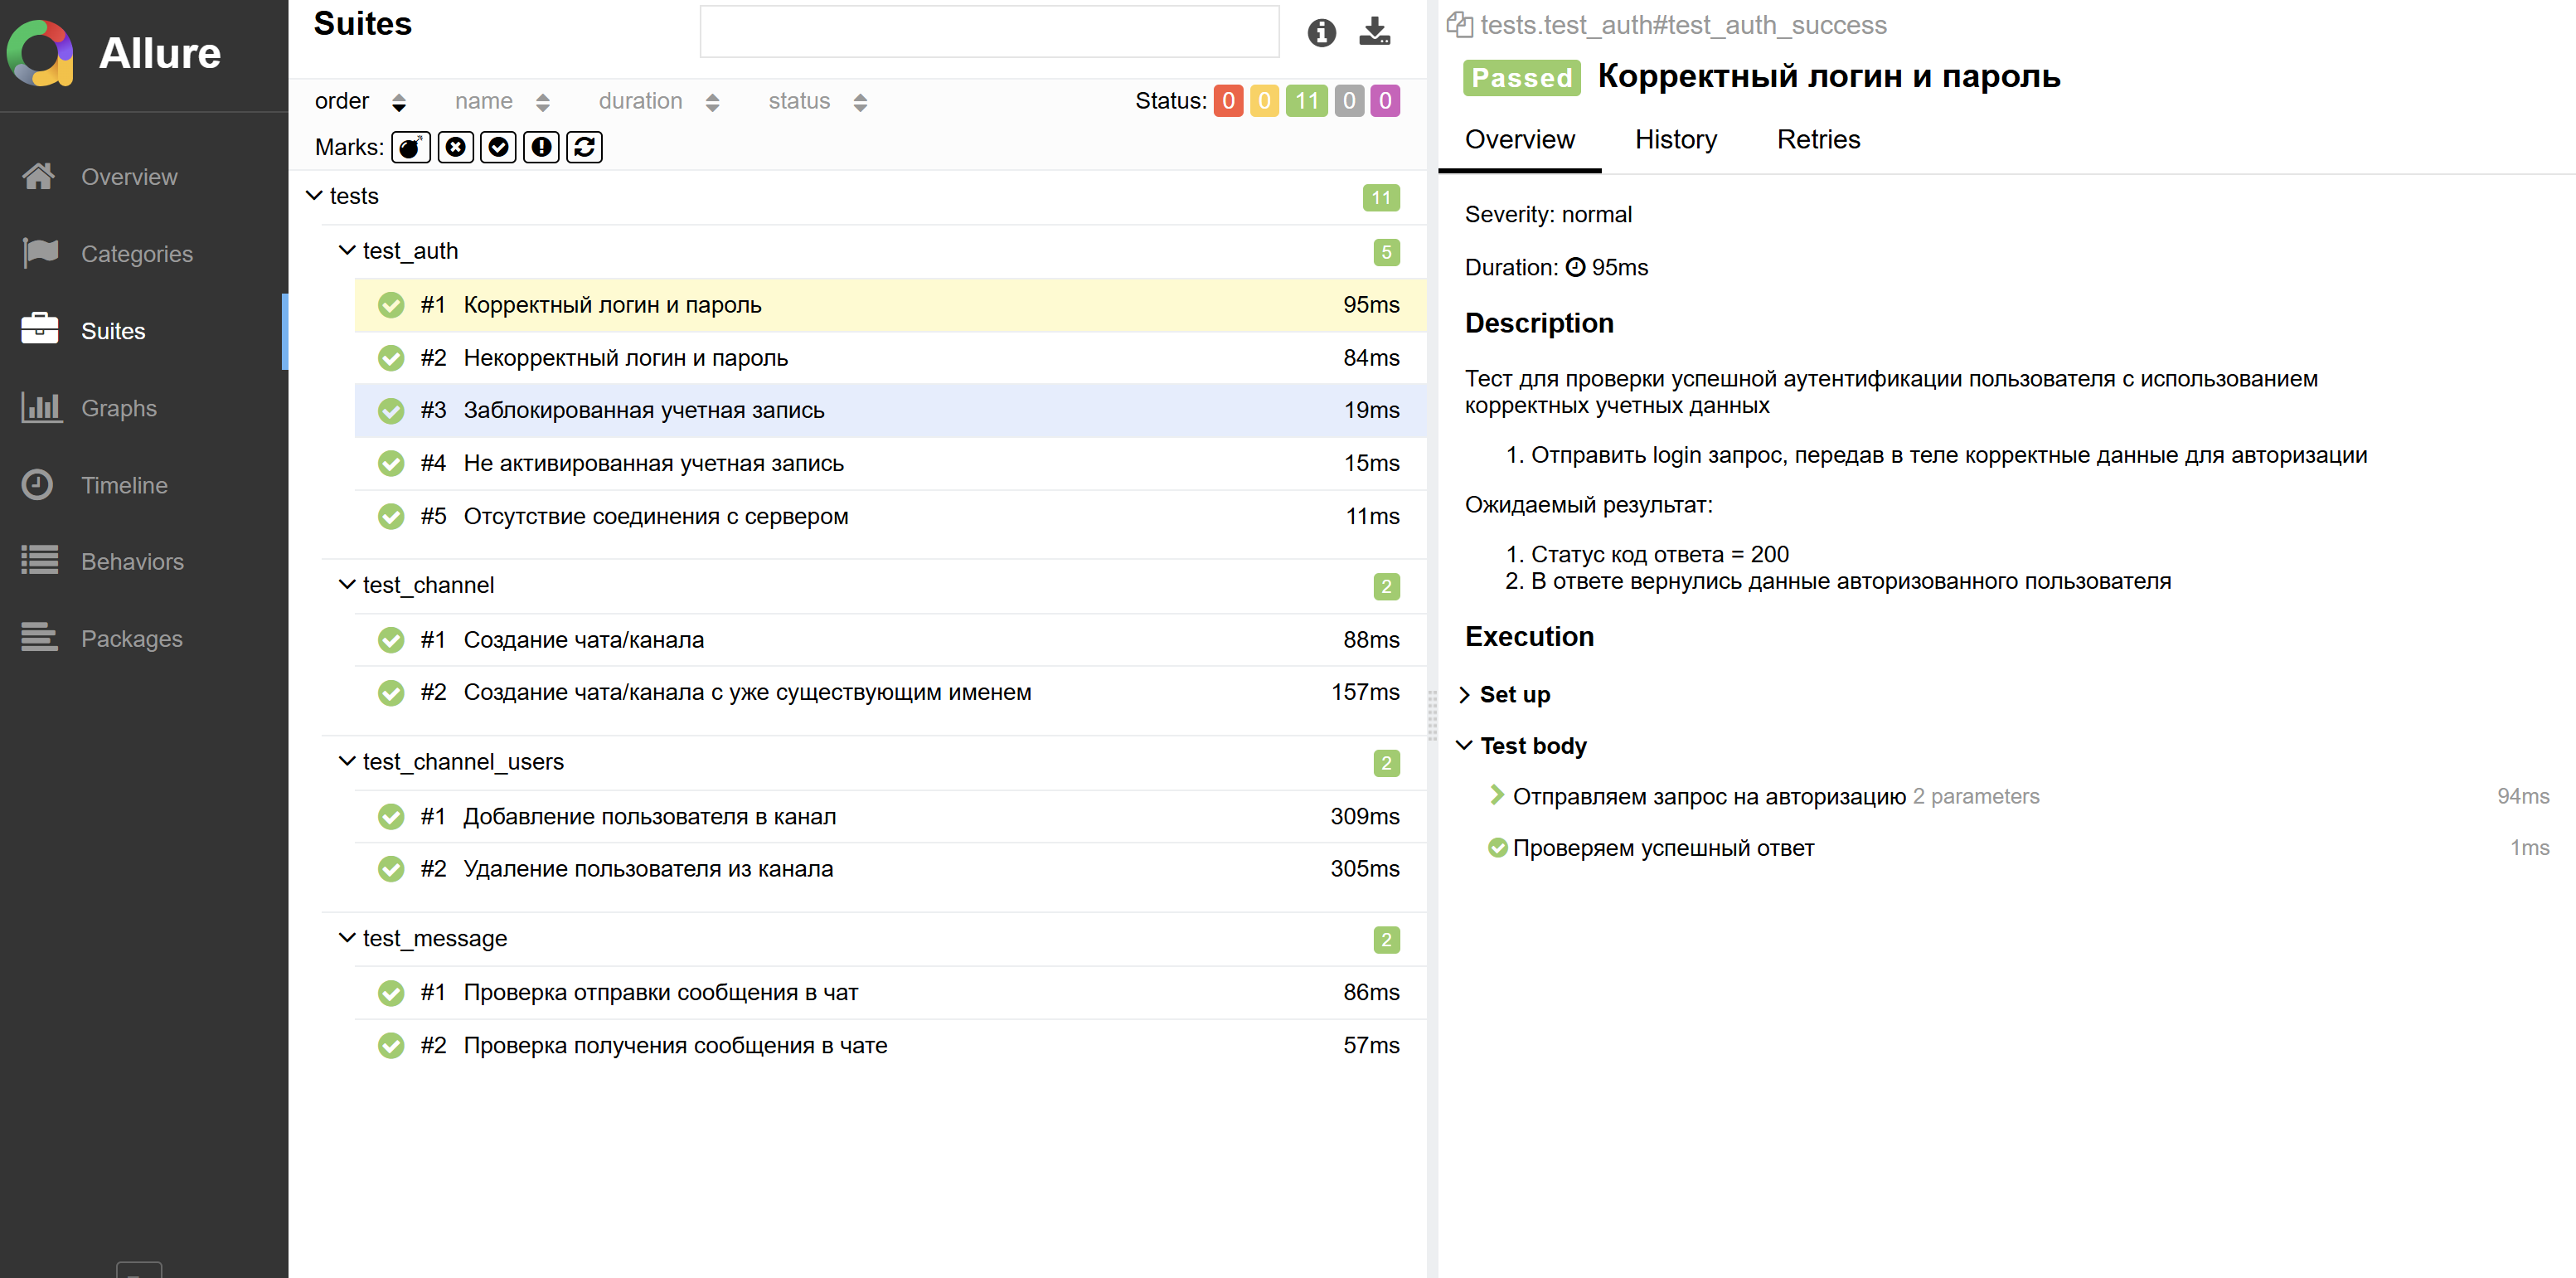 Allure
Overview
Categories
Suites
Graphs
Timeline
Behaviors
Packages
Suites
order name duration status Status: 0 0 11 0 0
Marks:
tests 11
test_auth 5
#1 Корректный логин и пароль 95ms
#2 Некорректный логин и пароль 84ms
#3 Заблокированная учетная запись 19ms
#4 Не активированная учетная запись 15ms
#5 Отсутствие соединения с сервером 11ms
test_channel 2
#1 Создание чата/канала 88ms
#2 Создание чата/канала с уже существующим именем 157ms
test_channel_users 2
#1 Добавление пользователя в канал 309ms
#2 Удаление пользователя из канала 305ms
test_message 2
#1 Проверка отправки сообщения в чат 86ms
#2 Проверка получения сообщения в чате 57ms
tests.test_auth#test_auth_success
Passed Корректный логин и пароль
Overview History Retries
Severity: normal
Duration: 95ms
Description
Тест для проверки успешной аутентификации пользователя с использованием
корректных учетных данных
1. Отправить login запрос, передав в теле корректные данные для авторизации
Ожидаемый результат:
1. Статус код ответа = 200
2. В ответе вернулись данные авторизованного пользователя
Execution
Set up
Test body
Отправляем запрос на авторизацию 2 parameters 94ms
Проверяем успешный ответ 1ms